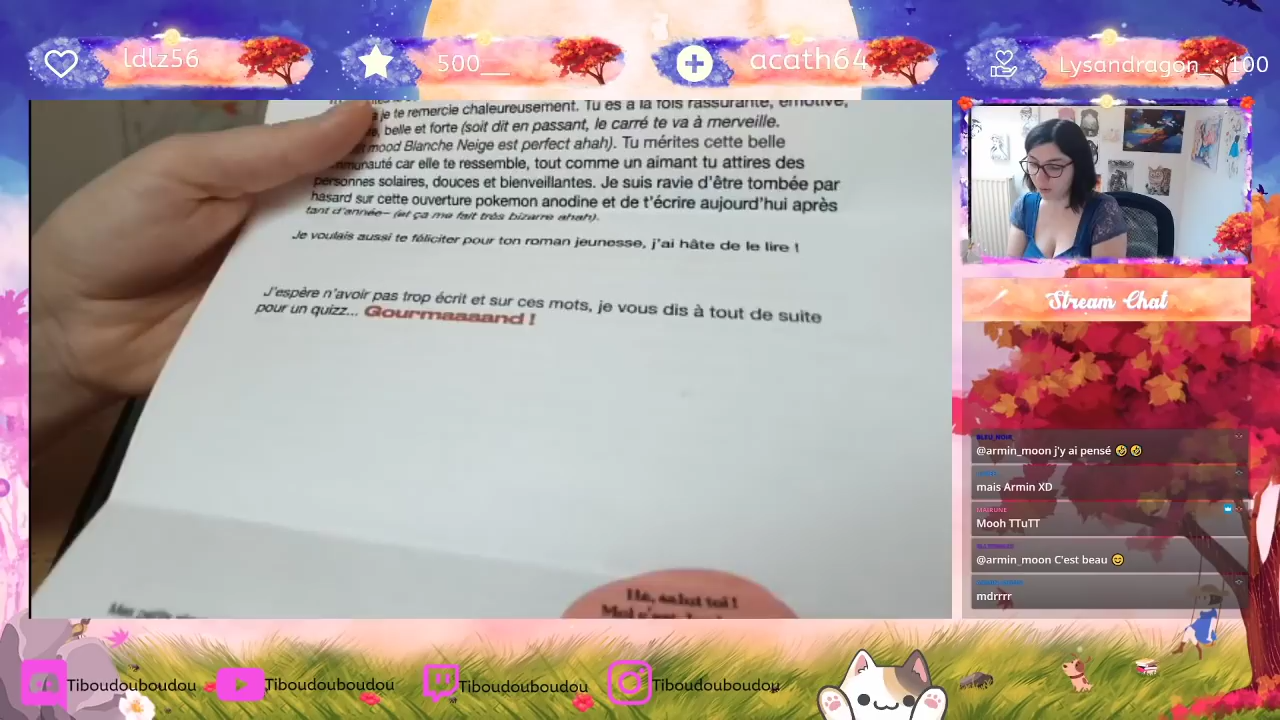 ldlz56
500__
acath64
Lysandragon_: 100
je te remercie chaleureusement. Tu es à la fois rassurante, émotive,
belle et forte (soit dit en passant, le carré te va à merveille.
mood Blanche Neige est perfect ahah). Tu mérites cette belle
car elle te ressemble, tout comme un aimant tu attires des
personnes solaires, douces et bienveillantes. Je suis ravie d'être tombée par
hasard sur cette ouverture pokemon anodine et de t'écrire aujourd'hui après
tant d'année– (et ça me fait très bizarre ahah).
Je voulais aussi te féliciter pour ton roman jeunesse, j'ai hâte de le lire !
J'espère n'avoir pas trop écrit et sur ces mots, je vous dis à tout de suite
pour un quizz... Gourmaaaaand !
Hé, salut toi !
Stream Chat
BLEU_NOIR
@armin_moon j'y ai pensé 🤣 🤣
mais Armin XD
MAIRUNE
Mooh TTuTT
@armin_moon C'est beau 😄
mdrrrr
Tiboudouboudou
Tiboudouboudou
Tiboudouboudou
Tiboudouboudou